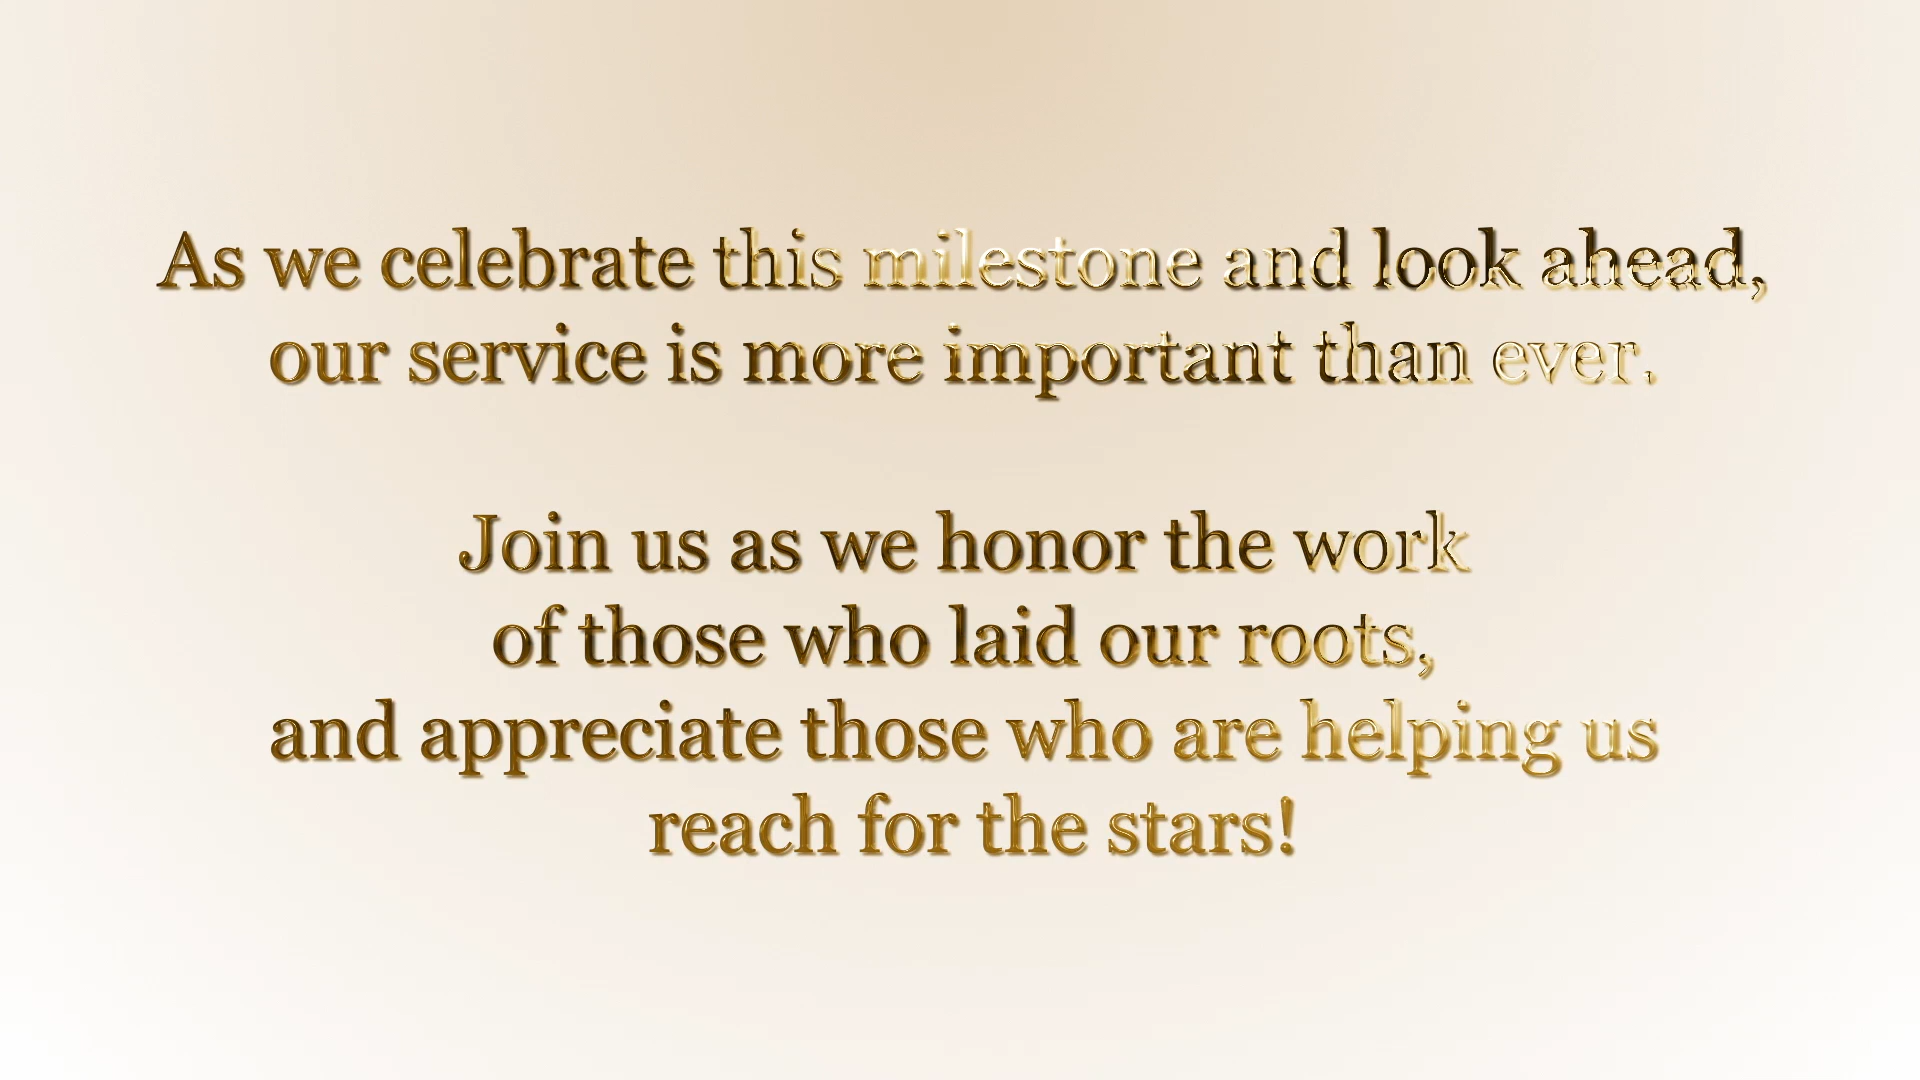 As we celebrate this milestone and look ahead,
our service is more important than ever.
Join us as we honor the work
of those who laid our roots,
and appreciate those who are helping us
reach for the stars!